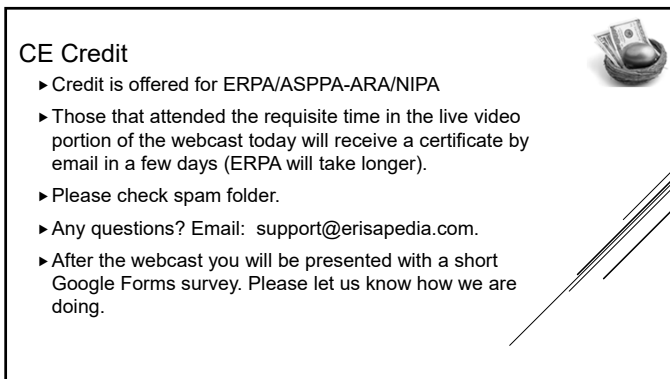 CE Credit
▸Credit is offered for ERPA/ASPPA-ARA/NIPA
▸Those that attended the requisite time in the live video
portion of the webcast today will receive a certificate by
email in a few days (ERPA will take longer).
▸Please check spam folder.
▸Any questions? Email:  support@erisapedia.com.
▸After the webcast you will be presented with a short
Google Forms survey. Please let us know how we are
doing.